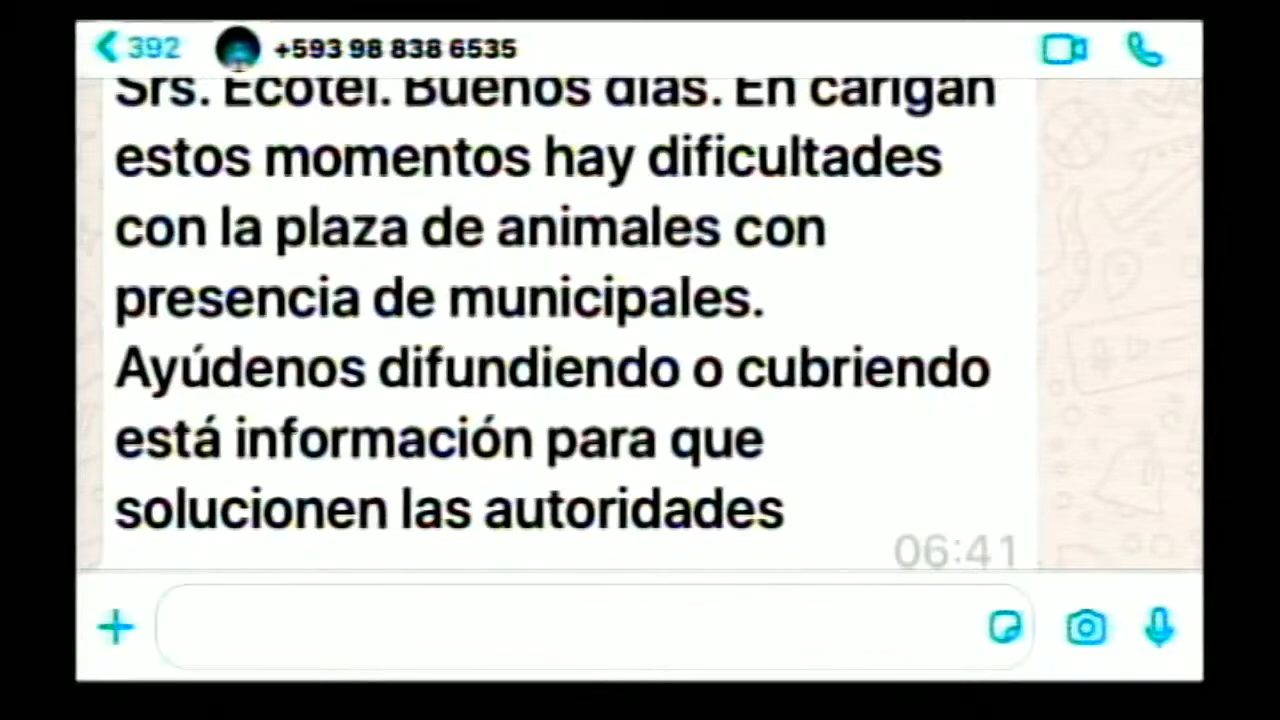 392
+593 98 838 6535
Srs. Ecotel. Buenos días. En carigan
estos momentos hay dificultades
con la plaza de animales con
presencia de municipales.
Ayúdenos difundiendo o cubriendo
está información para que
solucionen las autoridades
06:41